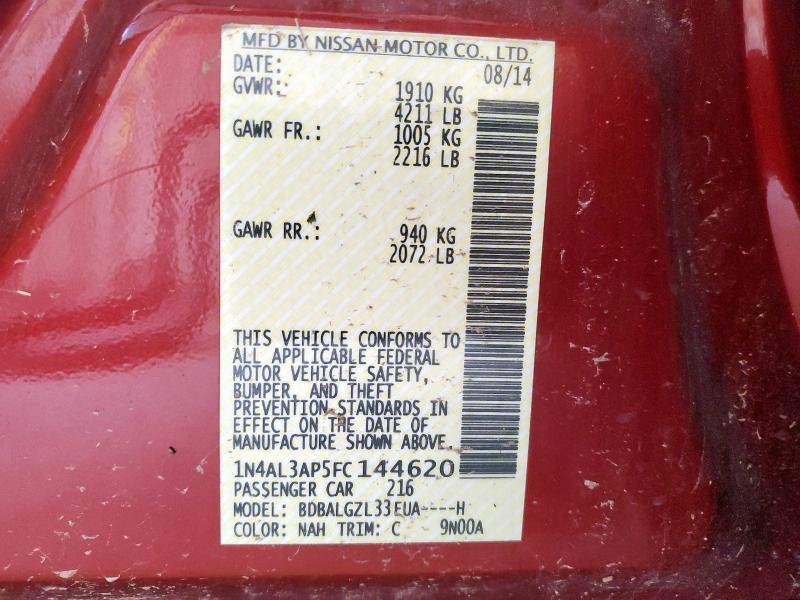 MFD BY NISSAN MOTOR CO., LTD.
DATE: 08/14
GVWR: 1910 KG
4211 LB
GAWR FR.: 1005 KG
2216 LB
GAWR RR.: 940 KG
2072 LB
THIS VEHICLE CONFORMS TO
ALL APPLICABLE FEDERAL
MOTOR VEHICLE SAFETY,
BUMPER, AND THEFT
PREVENTION STANDARDS IN
EFFECT ON THE DATE OF
MANUFACTURE SHOWN ABOVE.
1N4AL3AP5FC144620
PASSENGER CAR 216
MODEL: BDBALGZL33EUA----H
COLOR: NAH TRIM: C 9N00A